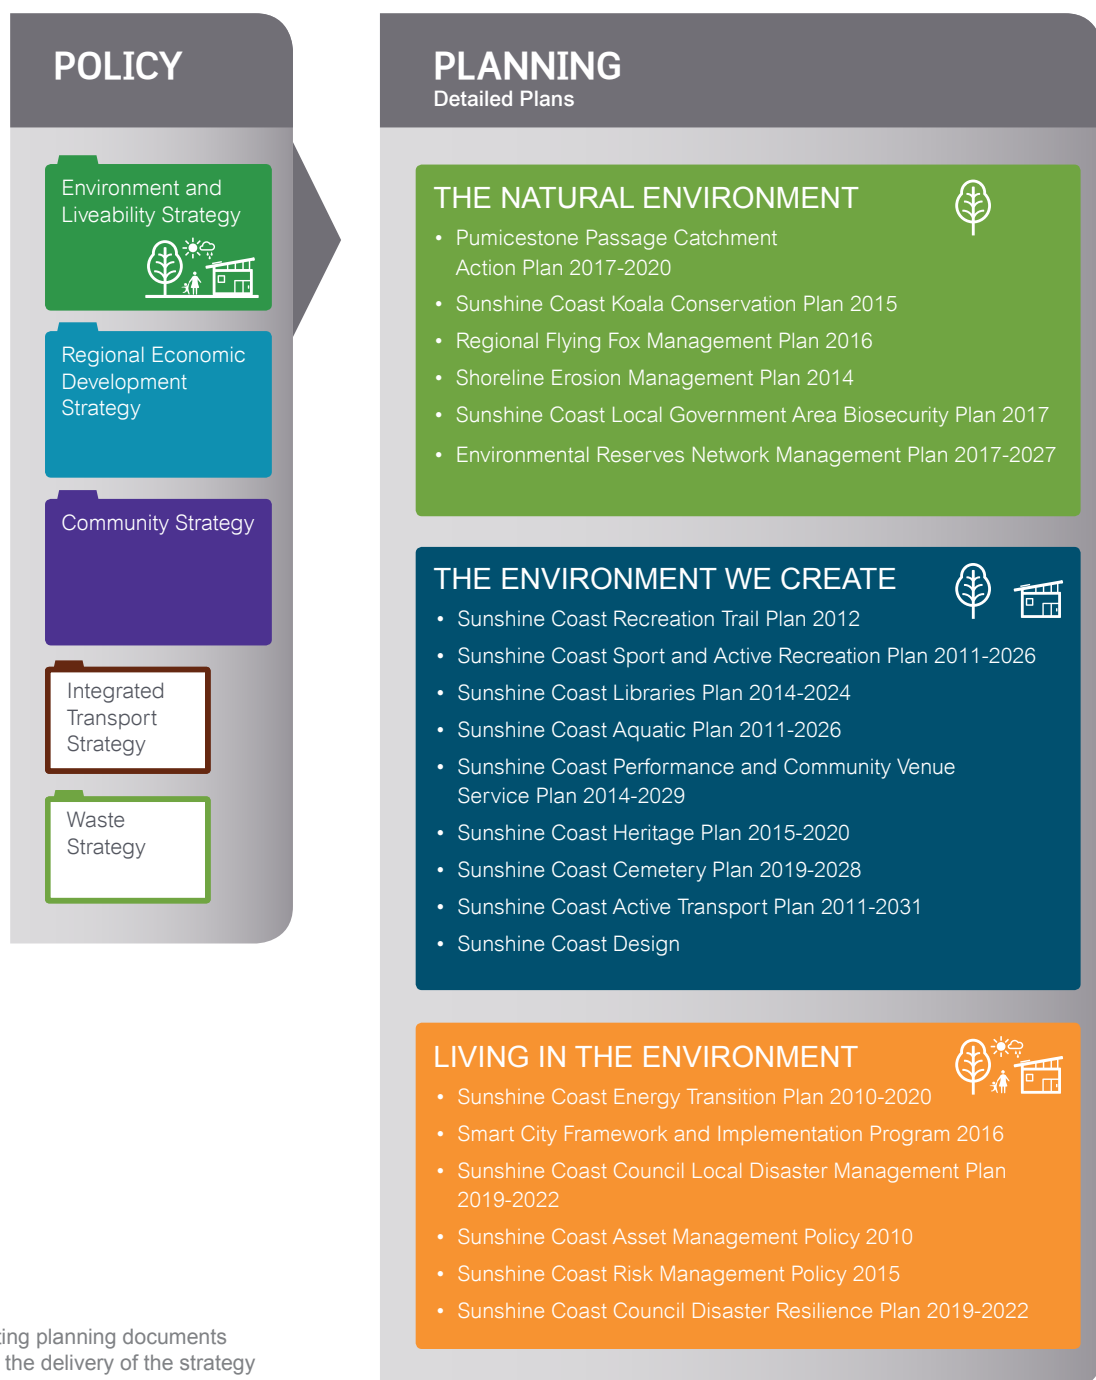 POLICY
Environment and
Liveability Strategy
Regional Economic
Development
Strategy
Community Strategy
Integrated
Transport
Strategy
Waste
Strategy
PLANNING
Detailed Plans
THE NATURAL ENVIRONMENT
• Pumicestone Passage Catchment
Action Plan 2017-2020
• Sunshine Coast Koala Conservation Plan 2015
• Regional Flying Fox Management Plan 2016
• Shoreline Erosion Management Plan 2014
• Sunshine Coast Local Government Area Biosecurity Plan 2017
• Environmental Reserves Network Management Plan 2017-2027
THE ENVIRONMENT WE CREATE
• Sunshine Coast Recreation Trail Plan 2012
• Sunshine Coast Sport and Active Recreation Plan 2011-2026
• Sunshine Coast Libraries Plan 2014-2024
• Sunshine Coast Aquatic Plan 2011-2026
• Sunshine Coast Performance and Community Venue
Service Plan 2014-2029
• Sunshine Coast Heritage Plan 2015-2020
• Sunshine Coast Cemetery Plan 2019-2028
• Sunshine Coast Active Transport Plan 2011-2031
• Sunshine Coast Design
LIVING IN THE ENVIRONMENT
• Sunshine Coast Energy Transition Plan 2010-2020
• Smart City Framework and Implementation Program 2016
• Sunshine Coast Council Local Disaster Management Plan
2019-2022
• Sunshine Coast Asset Management Policy 2010
• Sunshine Coast Risk Management Policy 2015
• Sunshine Coast Council Disaster Resilience Plan 2019-2022
planning documents
the delivery of the strategy